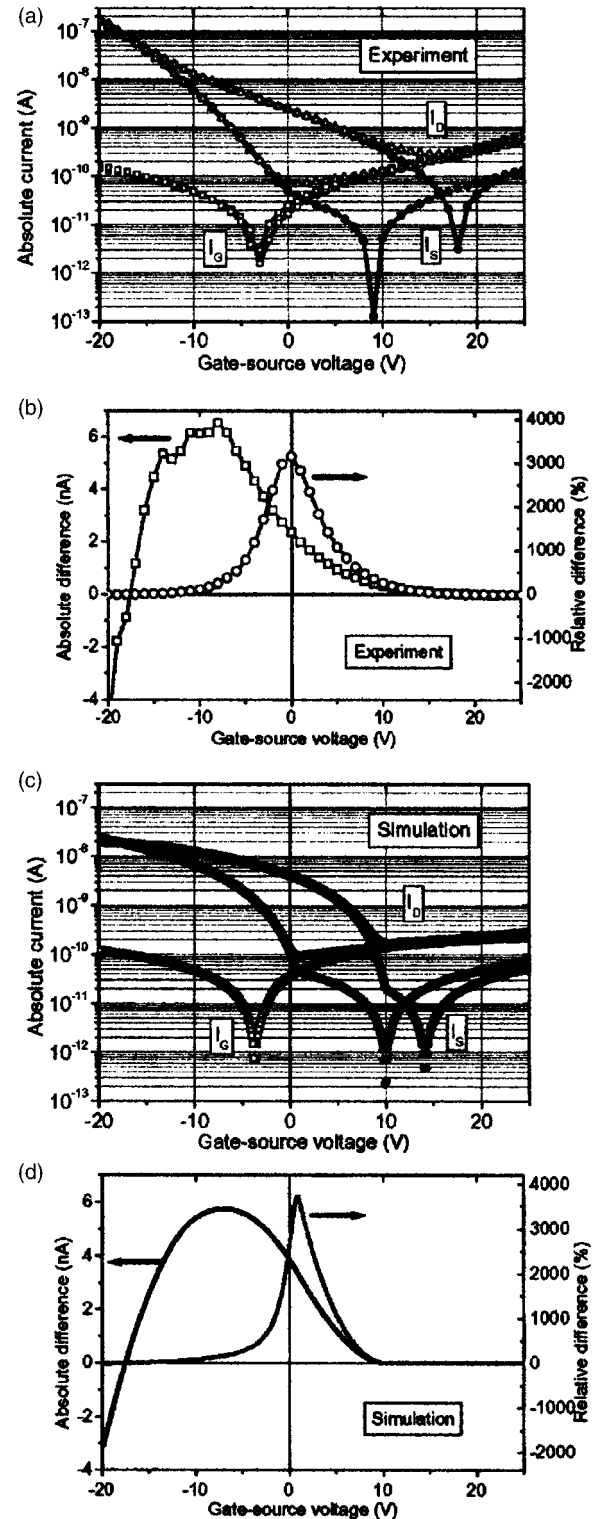 (a)
Absolute current (A)
10⁻⁷
10⁻⁸
10⁻⁹
10⁻¹⁰
10⁻¹¹
10⁻¹²
10⁻¹³
Experiment
I_D
I_G
I_S
-20 -10 0 10 20
Gate-source voltage (V)
(b)
Absolute difference (nA)
6
4
2
0
-2
-4
4000
3000
2000
1000
0
-1000
-2000
Relative difference (%)
Experiment
-20 -10 0 10 20
Gate-source voltage (V)
(c)
Absolute current (A)
10⁻⁷
10⁻⁸
10⁻⁹
10⁻¹⁰
10⁻¹¹
10⁻¹²
10⁻¹³
Simulation
I_D
I_G
I_S
-20 -10 0 10 20
Gate-source voltage (V)
(d)
Absolute difference (nA)
6
4
2
0
-2
-4
4000
3000
2000
1000
0
-1000
-2000
Relative difference (%)
Simulation
-20 -10 0 10 20
Gate-source voltage (V)